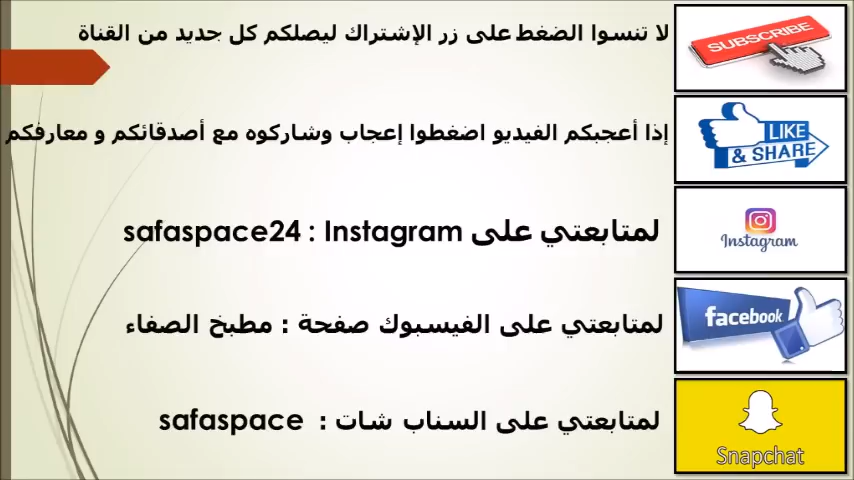 لا تنسوا الضغط على زر الإشتراك ليصلكم كل جديد من القناة
SUBSCRIBE
إذا أعجبكم الفيديو اضغطوا إعجاب وشاركوه مع أصدقائكم و معارفكم
LIKE
& SHARE
لمتابعتي على safaspace24 : Instagram
Instagram
لمتابعتي على الفيسبوك صفحة : مطبخ الصفاء
facebook
لمتابعتي على السناب شات : safaspace
Snapchat